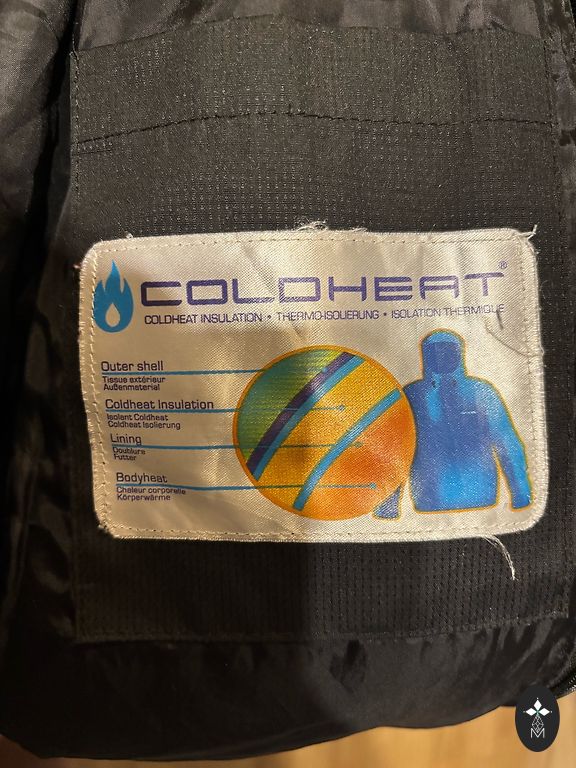 COLDHEAT®
COLDHEAT INSULATION • THERMO-ISOLIERUNG • ISOLATION THERMIQUE
Outer shell
Tissue extérieur
Außenmaterial
Coldheat Insulation
Isolant Coldheat
Coldheat Isolierung
Lining
Doublure
Futter
Bodyheat
Chaleur corporelle
Körperwärme
M